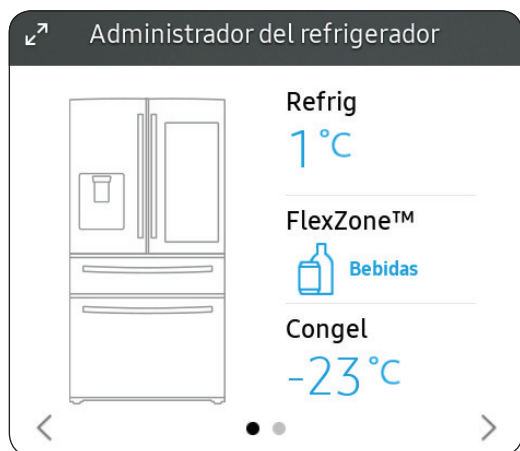 Administrador del refrigerador
Refrig
1 °C
FlexZone™
Bebidas
Congel
-23 °C